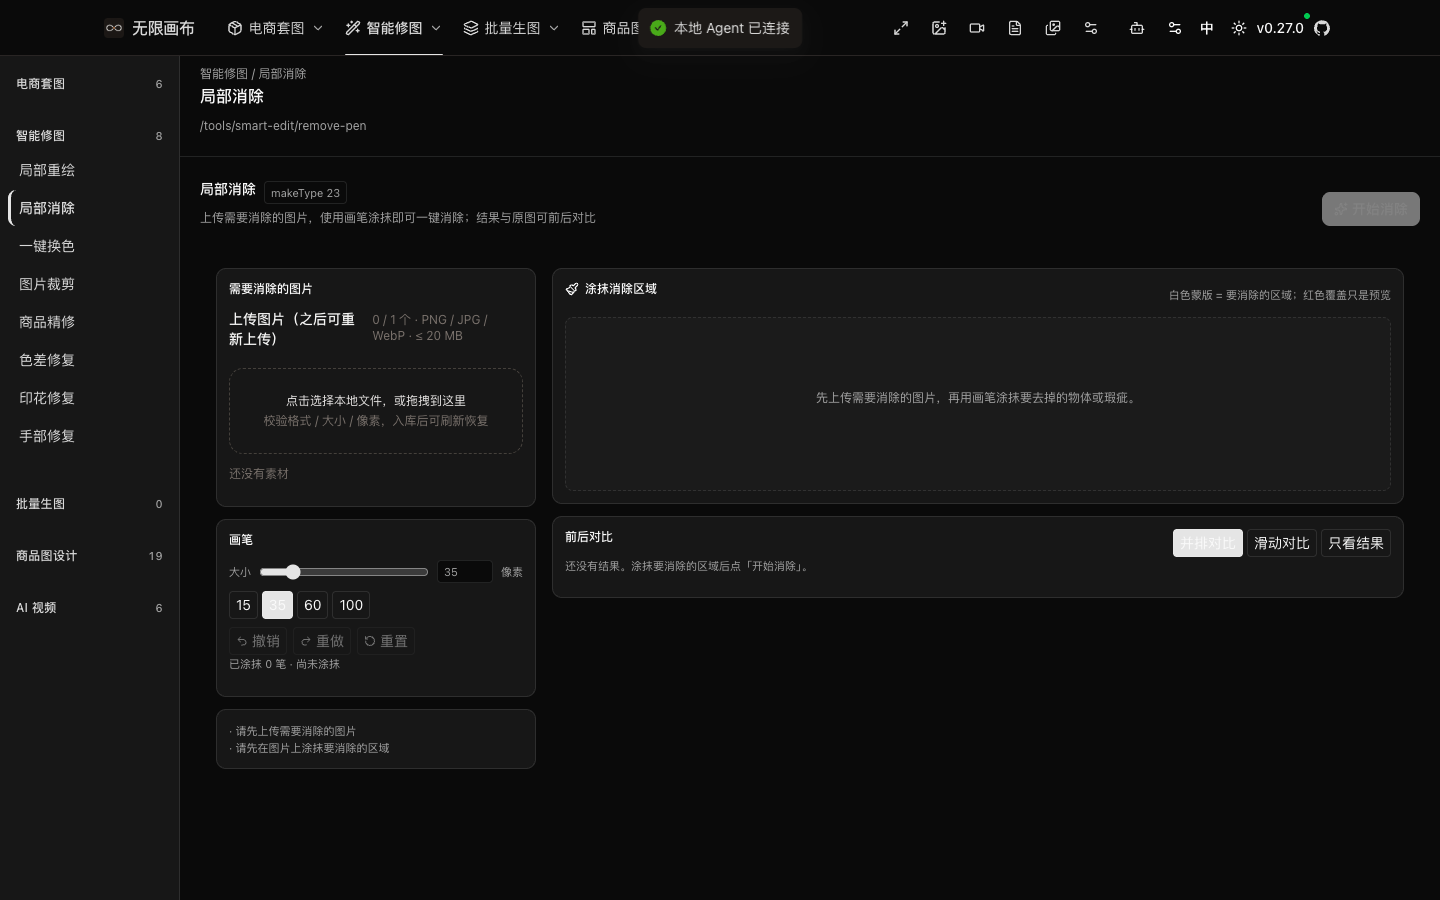 无限画布
电商套图
智能修图
批量生图
商品图
本地 Agent 已连接
中
v0.27.0
电商套图 6
智能修图 8
局部重绘
局部消除
一键换色
图片裁剪
商品精修
色差修复
印花修复
手部修复
批量生图 0
商品图设计 19
AI 视频 6
智能修图 / 局部消除
局部消除
/tools/smart-edit/remove-pen
局部消除 makeType 23
上传需要消除的图片，使用画笔涂抹即可一键消除；结果与原图可前后对比
开始消除
需要消除的图片
上传图片（之后可重新上传）
0 / 1 个 · PNG / JPG / WebP · ≤ 20 MB
点击选择本地文件，或拖拽到这里
校验格式 / 大小 / 像素，入库后可刷新恢复
还没有素材
画笔
大小 35 像素
15 35 60 100
撤销 重做 重置
已涂抹 0 笔 · 尚未涂抹
· 请先上传需要消除的图片
· 请先在图片上涂抹要消除的区域
涂抹消除区域
白色蒙版 = 要消除的区域；红色覆盖只是预览
先上传需要消除的图片，再用画笔涂抹要去掉的物体或瑕疵。
前后对比
并排对比 滑动对比 只看结果
还没有结果。涂抹要消除的区域后点「开始消除」。